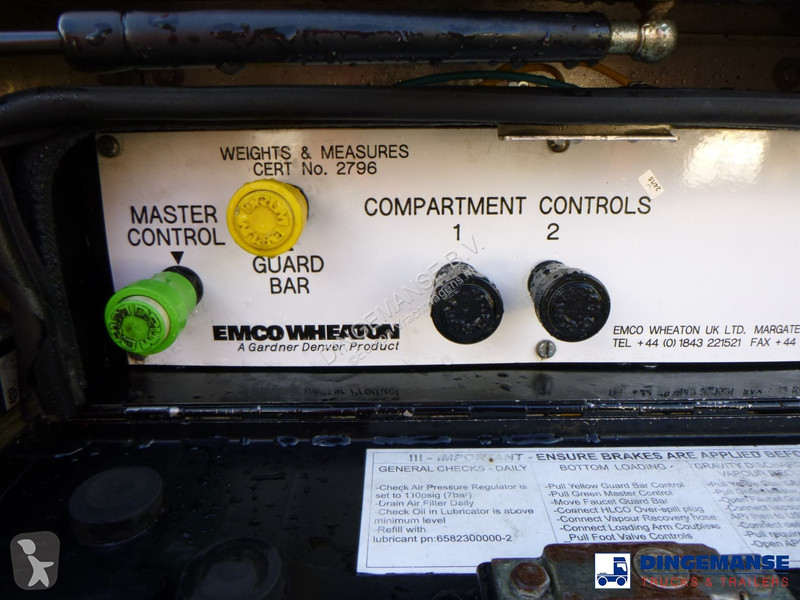 WEIGHTS & MEASURES
CERT No. 2796
MASTER
CONTROL
GUARD
BAR
COMPARTMENT CONTROLS
1 2
24/15
EMCO WHEATON
A Gardner Denver Product
EMCO WHEATON UK LTD. MARGATE
TEL +44 (0) 1843 221521 FAX +44
DINGEMANSE B.V.
!!! - IMPORTANT - ENSURE BRAKES ARE APPLIED BEFO
GENERAL CHECKS - DAILY
-Check Air Pressure Regulator is
set to 110psig (7bar)
-Drain Air Filter Daily
-Check Oil in Lubricator is above
minimum level
-Refill with
lubricant pn:6582300000-2
BOTTOM LOADING
-Pull Yellow Guard Bar Control
-Pull Green Master Control
-Move Faucet Guard Bar
-Connect HLCO Over-spill plug
-Connect Vapour Recovery hose
-Connect Loading Arm Couplers
-Pull Foot Valve Controls
DINGEMANSE
TRUCKS & TRAILERS